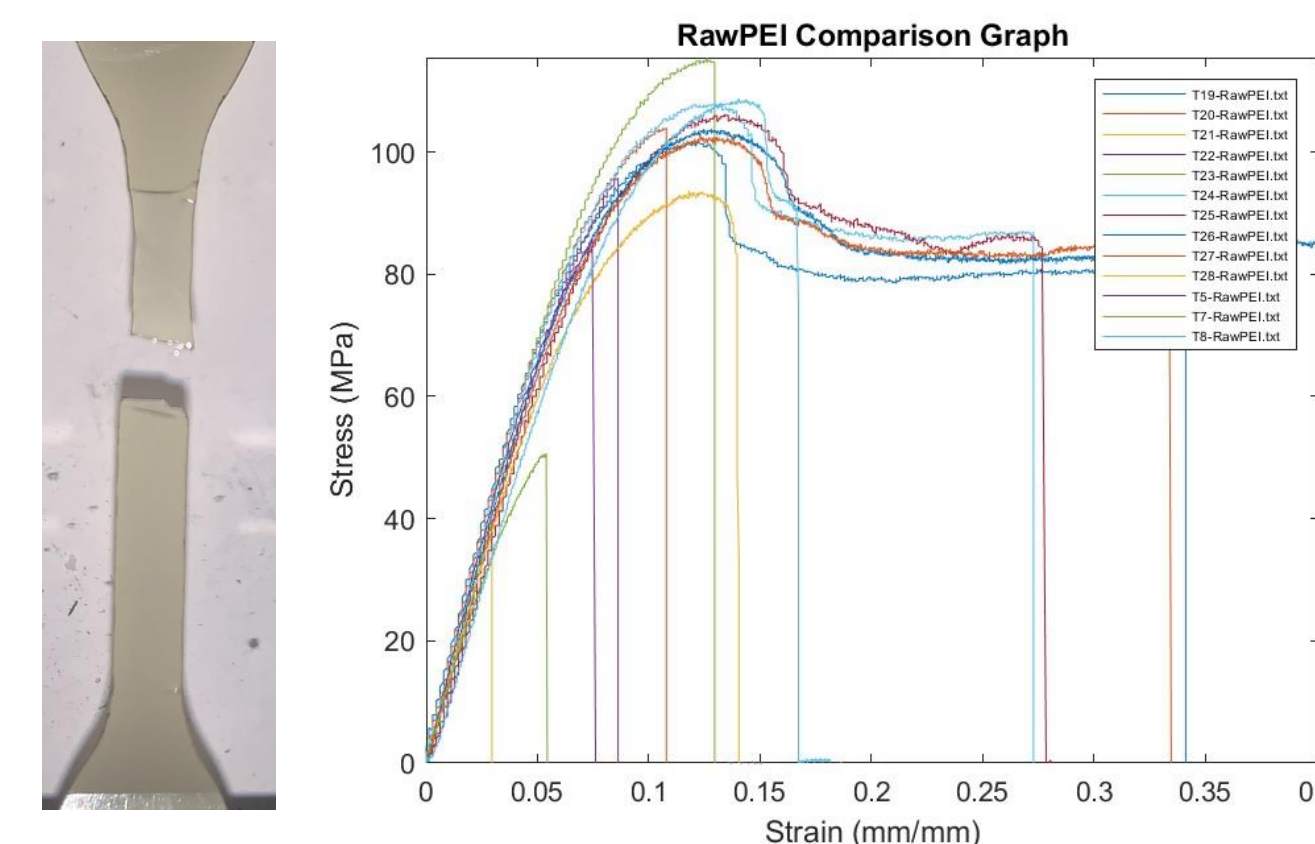 RawPEI Comparison Graph
T19-RawPEI.txt
T20-RawPEI.txt
T21-RawPEI.txt
T22-RawPEI.txt
T23-RawPEI.txt
T24-RawPEI.txt
T25-RawPEI.txt
T26-RawPEI.txt
T27-RawPEI.txt
T28-RawPEI.txt
T5-RawPEI.txt
T7-RawPEI.txt
T8-RawPEI.txt
100
80
60
40
20
0
Stress (MPa)
0 0.05 0.1 0.15 0.2 0.25 0.3 0.35 0
Strain (mm/mm)